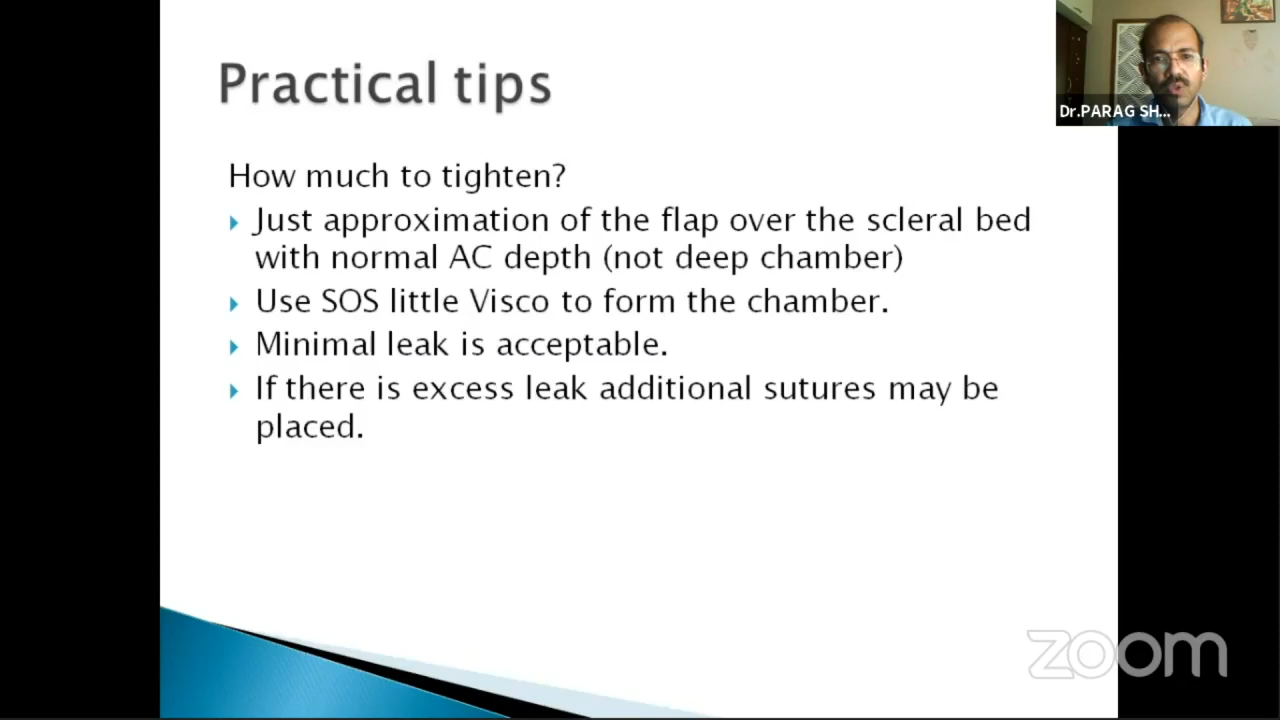 Practical tips
Dr.PARAG SH...
How much to tighten?
Just approximation of the flap over the scleral bed
with normal AC depth (not deep chamber)
Use SOS little Visco to form the chamber.
Minimal leak is acceptable.
If there is excess leak additional sutures may be
placed.
zoom